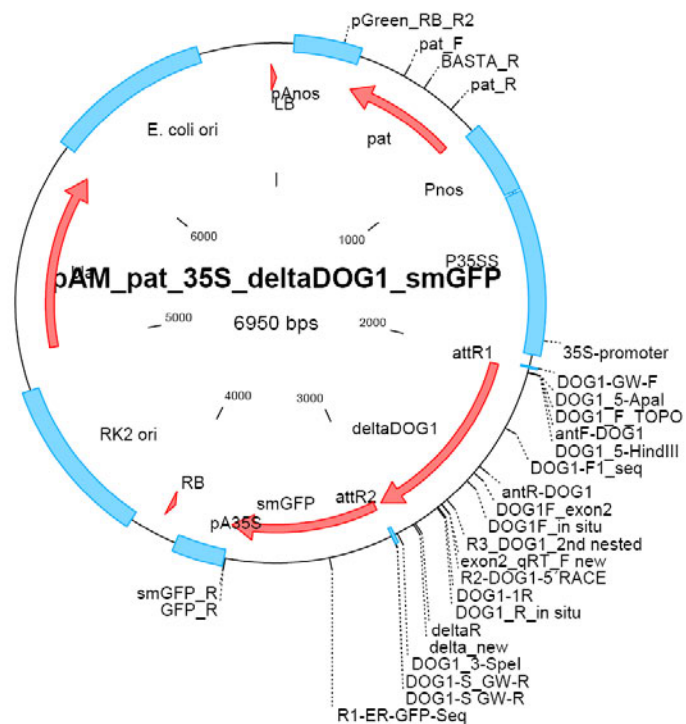 pGreen_RB_R2
pat_F
BASTA_R
pat_R
pAnos
LB
E. coli ori
pat
Pnos
6000
1000
P35SS
pAM_pat_35S_deltaDOG1_smGFP
6950 bps
5000
2000
attR1
35S-promoter
DOG1-GW-F
DOG1_5-ApaI
DOG1_F_TOPO
antF-DOG1
DOG1_5-HindIII
DOG1-F1_seq
4000
3000
deltaDOG1
RK2 ori
RB
smGFP
attR2
pA35S
antR-DOG1
DOG1F_exon2
DOG1F_in situ
R3_DOG1_2nd nested
exon2_qRT_F new
R2-DOG1-5'RACE
DOG1-1R
DOG1_R_in situ
smGFP_R
GFP_R
deltaR
delta_new
DOG1_3-SpeI
DOG1-S_GW-R
DOG1-S GW-R
R1-ER-GFP-Seq